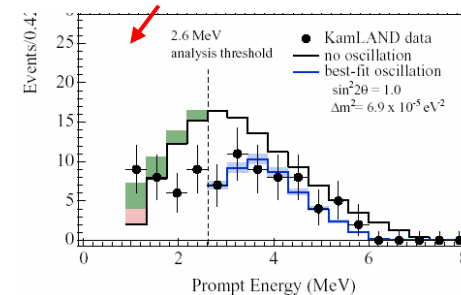 Events/0.42
25
20
15
10
5
0
2.6 MeV
analysis threshold
KamLAND data
no oscillation
best-fit oscillation
sin²2θ = 1.0
Δm²= 6.9 x 10⁻⁵ eV²
0 2 4 6 8
Prompt Energy (MeV)